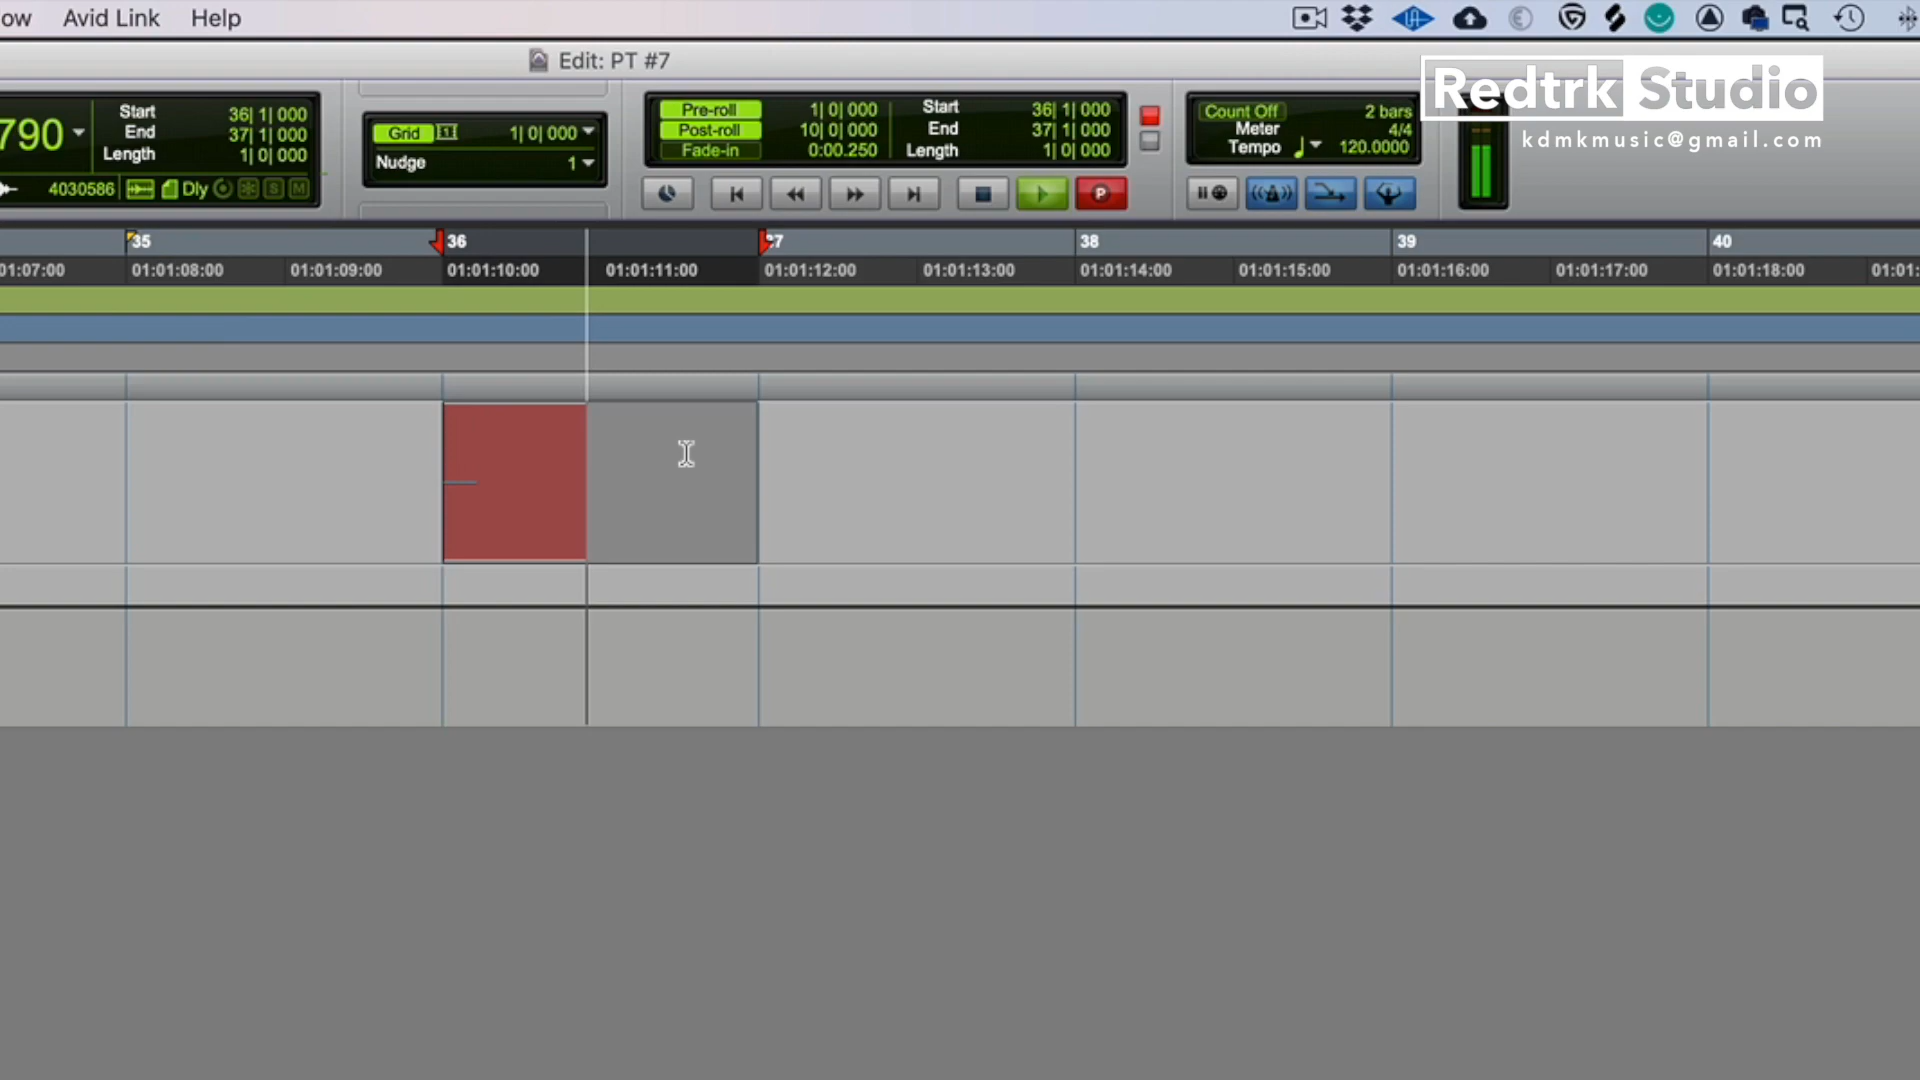 ow Avid Link Help
Edit: PT #7
Redtrk Studio
kdmkmusic@gmail.com
790
Start 36| 1| 000
End 37| 1| 000
Length 1| 0| 000
4030586 Dly S M
Grid 1| 0| 000
Nudge 1
Pre-roll 1| 0| 000 Start 36| 1| 000
Post-roll 10| 0| 000 End 37| 1| 000
Fade-in 0:00.250 Length 1| 0| 000
P
Count Off 2 bars
Meter 4/4
Tempo 120.0000
35 36 37 38 39 40
01:07:00 01:01:08:00 01:01:09:00 01:01:10:00 01:01:11:00 01:01:12:00 01:01:13:00 01:01:14:00 01:01:15:00 01:01:16:00 01:01:17:00 01:01:18:00 01:01: